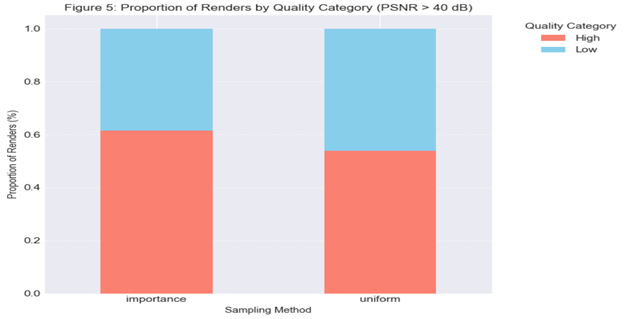 Figure 5: Proportion of Renders by Quality Category (PSNR > 40 dB)
Quality Category
High
Low
Proportion of Renders (%)
1.0
0.8
0.6
0.4
0.2
0.0
importance
uniform
Sampling Method